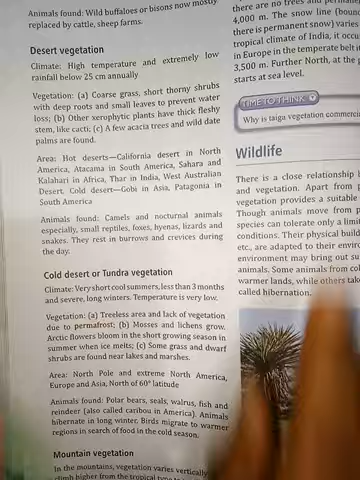 Animals found: Wild buffaloes or bisons now mostly
replaced by cattle, sheep farms.
Desert vegetation
Climate: High temperature and extremely low
rainfall below 25 cm annually
Vegetation: (a) Coarse grass, short thorny shrubs
with deep roots and small leaves to prevent water
loss; (b) Other xerophytic plants have thick fleshy
stem, like cacti; (c) A few acacia trees and wild date
palms are found.
Area: Hot deserts—California desert in North
America, Atacama in South America, Sahara and
Kalahari in Africa, Thar in India, West Australian
Desert. Cold desert—Gobi in Asia, Patagonia in
South America
Animals found: Camels and nocturnal animals
especially, small reptiles, foxes, hyenas, lizards and
snakes. They rest in burrows and crevices during
the day.
Cold desert or Tundra vegetation
Climate: Very short cool summers, less than 3 months
and severe, long winters. Temperature is very low.
Vegetation: (a) Treeless area and lack of vegetation
due to permafrost; (b) Mosses and lichens grow.
Arctic flowers bloom in the short growing season in
summer when ice melts; (c) Some grass and dwarf
shrubs are found near lakes and marshes.
Area: North Pole and extreme North America,
Europe and Asia, North of 60° latitude
Animals found: Polar bears, seals, walrus, fish and
reindeer (also called caribou in America). Animals
hibernate in long winter. Birds migrate to warmer
regions in search of food in the cold season.
Mountain vegetation
In the mountains, vegetation varies vertically
climb higher from the tropical
there are no trees and
4,000 m. The snow line
there is permanent snow) varies
tropical climate of India, it
in Europe in the temperate belt
3,500 m. Further North, at the
starts at sea level.
TIME TO THINK
Why is taiga vegetation
Wildlife
There is a close relationship
and vegetation. Apart from
vegetation provides a suitable
Though animals move from
species can tolerate only a
conditions. Their physical
etc., are adapted to their
environment may bring out
animals. Some animals from
warmer lands, while others
called hibernation.